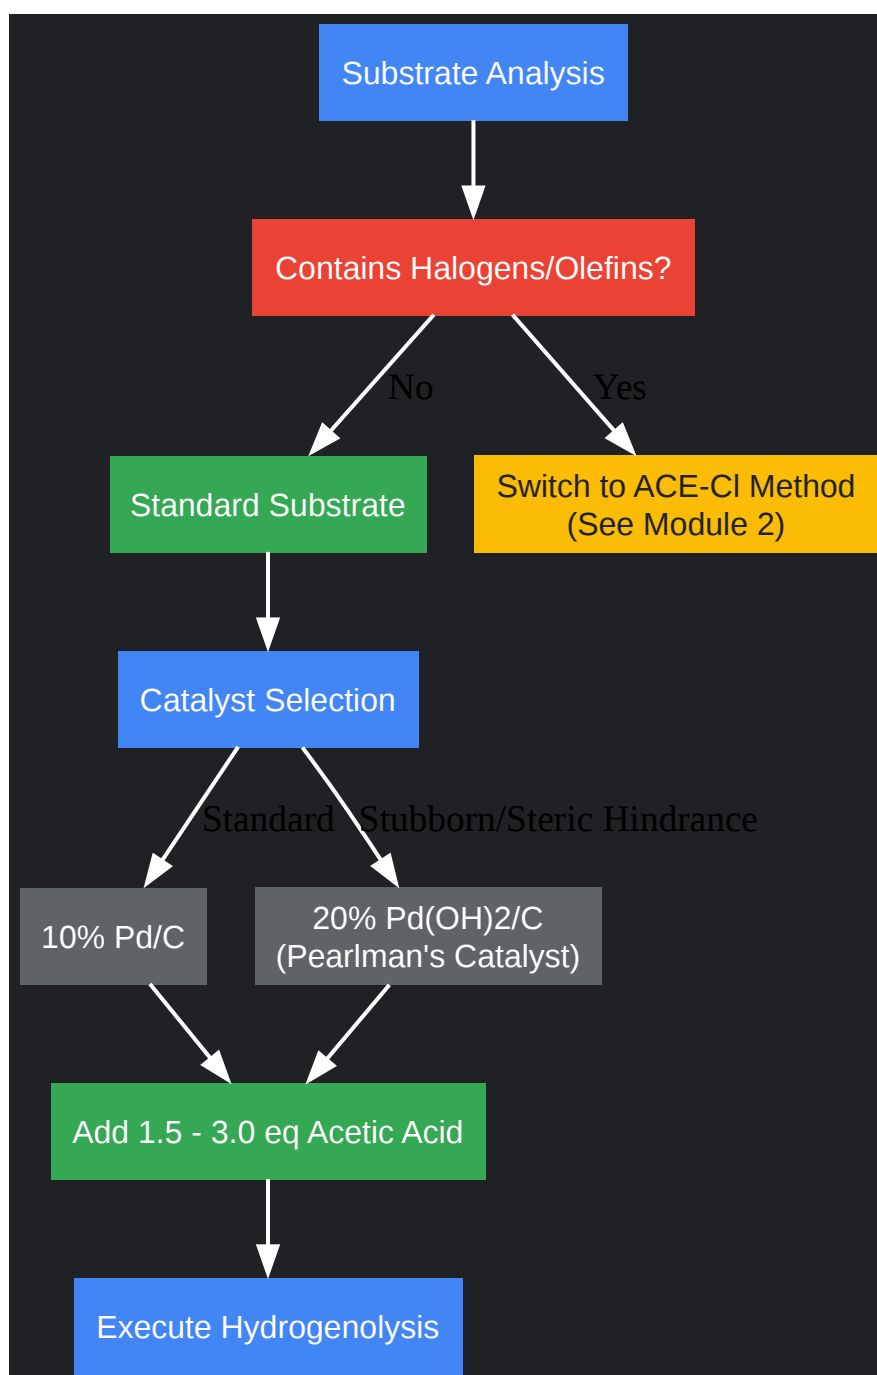 Substrate Analysis
Contains Halogens/Olefins?
No
Yes
Standard Substrate
Switch to ACE-Cl Method
(See Module 2)
Catalyst Selection
Standard
Stubborn/Steric Hindrance
10% Pd/C
20% Pd(OH)2/C
(Pearlman's Catalyst)
Add 1.5 - 3.0 eq Acetic Acid
Execute Hydrogenolysis